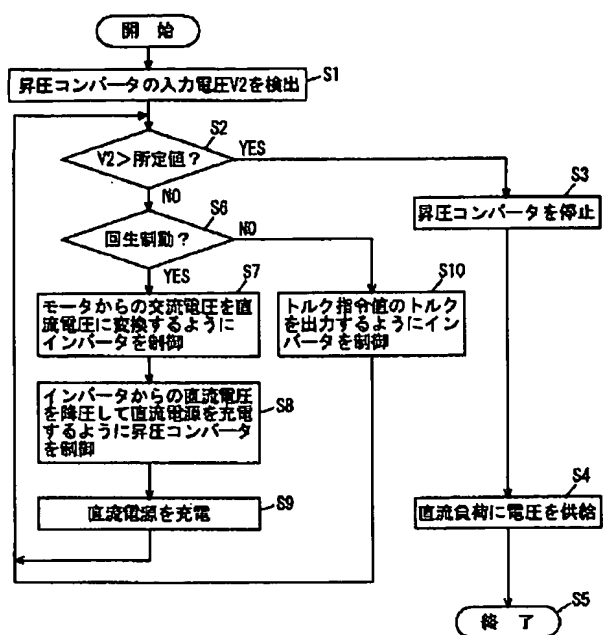 開 始
昇圧コンバータの入力電圧V2を検出
S1
S2
V2>所定値?
YES
NO
S3
昇圧コンバータを停止
S6
回生制動?
NO
YES
S7
モータからの交流電圧を直
流電圧に変換するように
インバータを制御
S10
トルク指令値のトルク
を出力するようにイン
バータを制御
S8
インバータからの直流電圧
を降圧して直流電源を充電
するように昇圧コンバータ
を制御
S9
直流電源を充電
S4
直流負荷に電圧を供給
S5
終 了